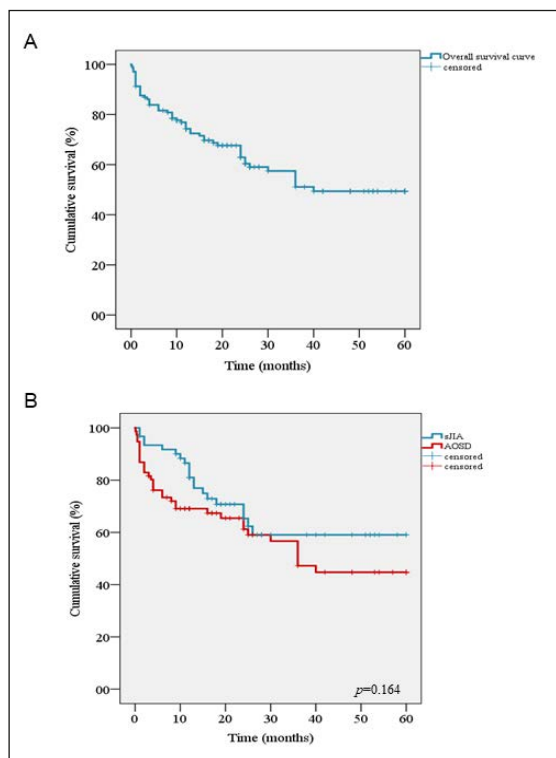 A
Overall survival curve
censored
100
80
60
40
20
00
Cumulative survival (%)
00 10 20 30 40 50 60
Time (months)
B
sJIA
AOSD
censored
censored
100
80
60
40
20
00
Cumulative survival (%)
p=0.164
0 10 20 30 40 50 60
Time (months)